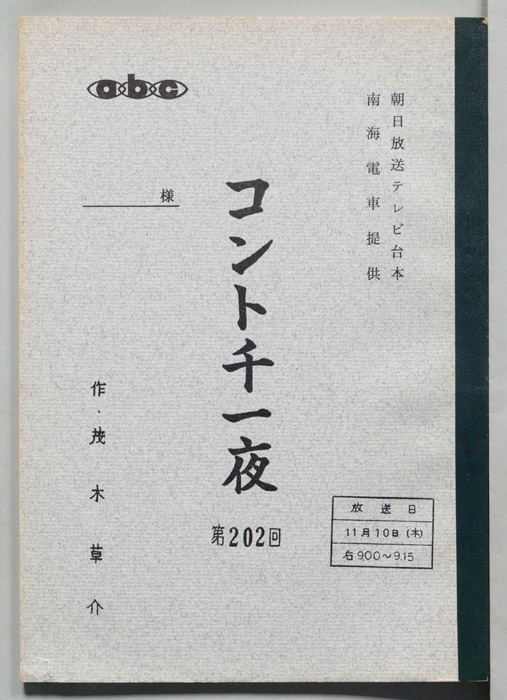 朝日放送テレビ台本
南海電車提供
abc
様
コント千一夜
第202回
作・茂木草介
放送日
11月10日(木)
后9.00～9.15